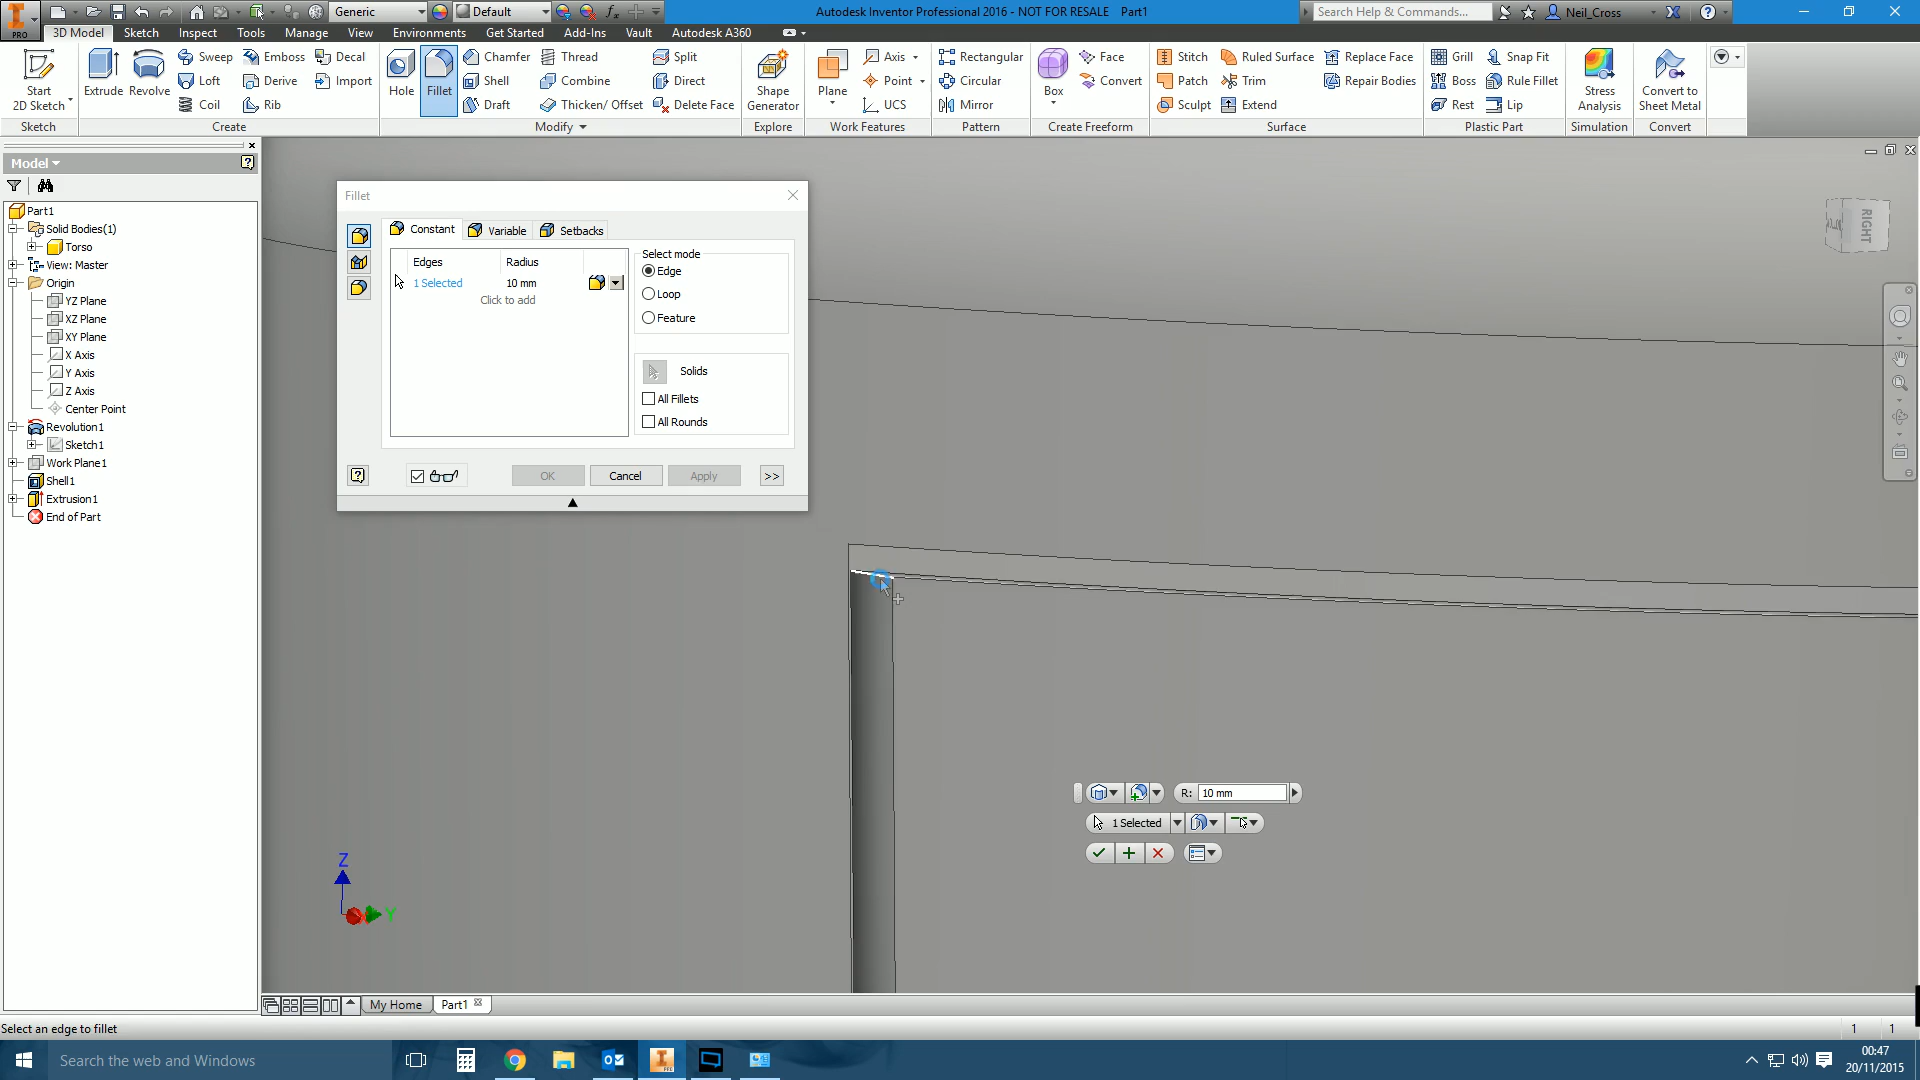 Generic
Default
Autodesk Inventor Professional 2016 - NOT FOR RESALE Part1
Search Help & Commands...
Neil_Cross
PRO
3D Model
Sketch
Inspect
Tools
Manage
View
Environments
Get Started
Add-Ins
Vault
Autodesk A360
Start
2D Sketch
Extrude
Revolve
Sweep
Loft
Coil
Emboss
Derive
Rib
Decal
Import
Hole
Fillet
Chamfer
Shell
Draft
Thread
Combine
Thicken/ Offset
Split
Direct
Delete Face
Shape
Generator
Plane
Axis
Point
UCS
Rectangular
Circular
Mirror
Box
Face
Convert
Stitch
Patch
Sculpt
Ruled Surface
Trim
Extend
Replace Face
Repair Bodies
Grill
Boss
Rest
Snap Fit
Rule Fillet
Lip
Stress
Analysis
Convert to
Sheet Metal
Sketch
Create
Modify
Explore
Work Features
Pattern
Create Freeform
Surface
Plastic Part
Simulation
Convert
Model
Part1
Solid Bodies(1)
Torso
View: Master
Origin
YZ Plane
XZ Plane
XY Plane
X Axis
Y Axis
Z Axis
Center Point
Revolution1
Sketch1
Work Plane1
Shell1
Extrusion1
End of Part
Fillet
Constant
Variable
Setbacks
Edges
Radius
1 Selected
10 mm
Click to add
Select mode
Edge
Loop
Feature
Solids
All Fillets
All Rounds
OK
Cancel
Apply
>>
RIGHT
R: 10 mm
1 Selected
Z
Y
My Home
Part1
Select an edge to fillet
1
1
Search the web and Windows
00:47
20/11/2015